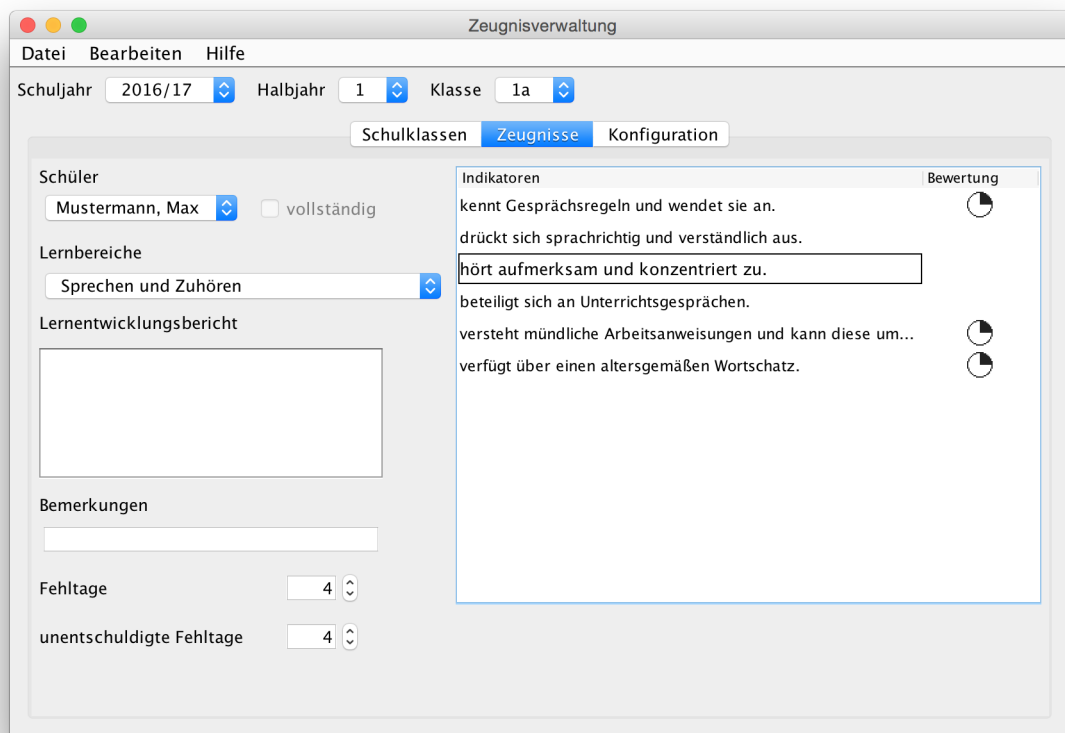 Zeugnisverwaltung
Datei Bearbeiten Hilfe
Schuljahr 2016/17 Halbjahr 1 Klasse 1a
Schulklassen Zeugnisse Konfiguration
Schüler
Mustermann, Max vollständig
Lernbereiche
Sprechen und Zuhören
Lernentwicklungsbericht
Bemerkungen
Fehltage 4
unentschuldigte Fehltage 4
Indikatoren Bewertung
kennt Gesprächsregeln und wendet sie an.
drückt sich sprachrichtig und verständlich aus.
hört aufmerksam und konzentriert zu.
beteiligt sich an Unterrichtsgesprächen.
versteht mündliche Arbeitsanweisungen und kann diese um...
verfügt über einen altersgemäßen Wortschatz.